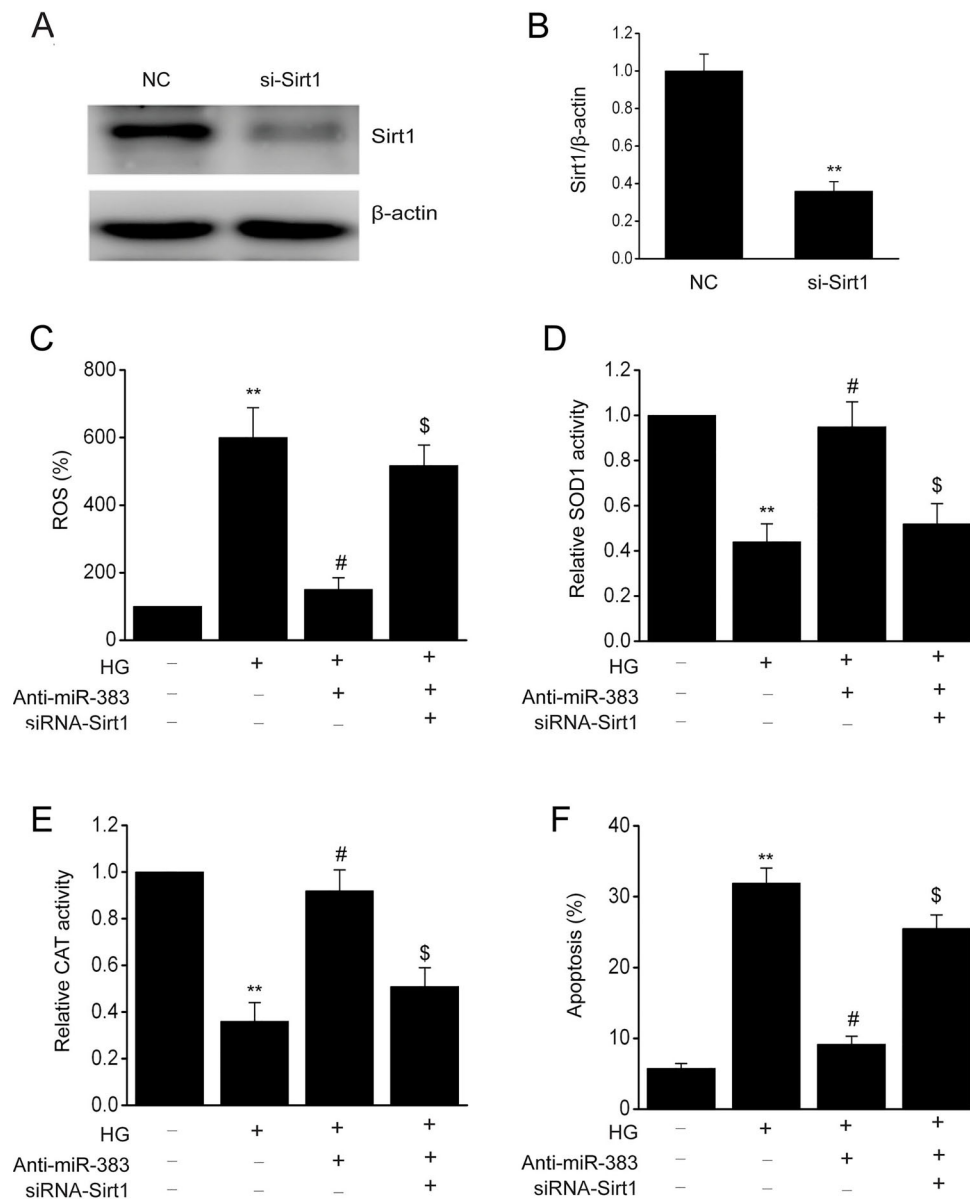 A
NC si-Sirt1
Sirt1
β-actin
B
Sirt1/β-actin
1.2
1.0
0.8
0.6
0.4
0.2
0.0
**
NC si-Sirt1
C
ROS (%)
800
600
400
200
0
** # $
HG – + + +
Anti-miR-383 – – + +
siRNA-Sirt1 – – – +
D
Relative SOD1 activity
1.2
1.0
0.8
0.6
0.4
0.2
0.0
** # $
HG – + + +
Anti-miR-383 – – + +
siRNA-Sirt1 – – – +
E
Relative CAT activity
1.2
1.0
0.8
0.6
0.4
0.2
0.0
** # $
HG – + + +
Anti-miR-383 – – + +
siRNA-Sirt1 – – – +
F
Apoptosis (%)
40
30
20
10
0
** # $
HG – + + +
Anti-miR-383 – – + +
siRNA-Sirt1 – – – +